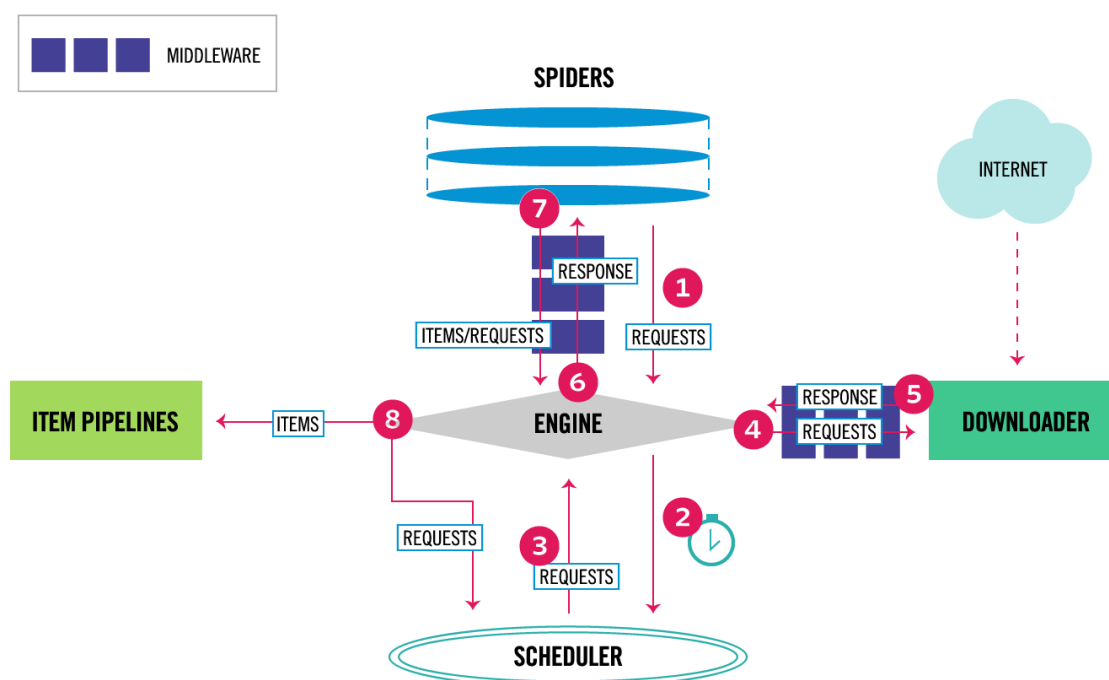 MIDDLEWARE
SPIDERS
INTERNET
7
RESPONSE
1
ITEMS/REQUESTS
REQUESTS
6
ITEM PIPELINES
ITEMS
8
ENGINE
4
RESPONSE
5
REQUESTS
DOWNLOADER
2
REQUESTS
3
REQUESTS
SCHEDULER